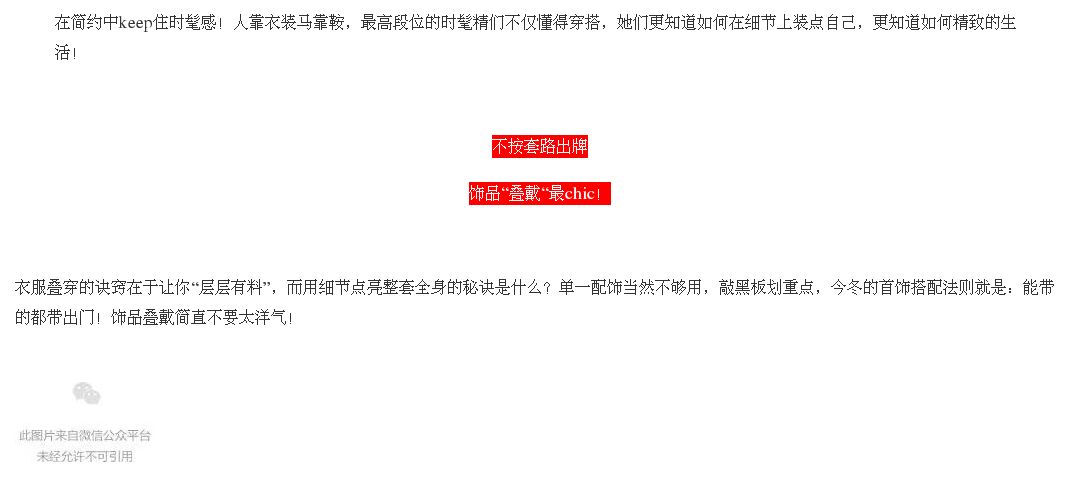 在简约中keep住时髦感！人靠衣装马靠鞍，最高段位的时髦精们不仅懂得穿搭，她们更知道如何在细节上装点自己，更知道如何精致的生
活！
不按套路出牌
饰品“叠戴“最chic！
衣服叠穿的诀窍在于让你“层层有料”，而用细节点亮整套全身的秘诀是什么？单一配饰当然不够用，敲黑板划重点，今冬的首饰搭配法则就是：能带
的都带出门！饰品叠戴简直不要太洋气！
此图片来自微信公众平台
未经允许不可引用